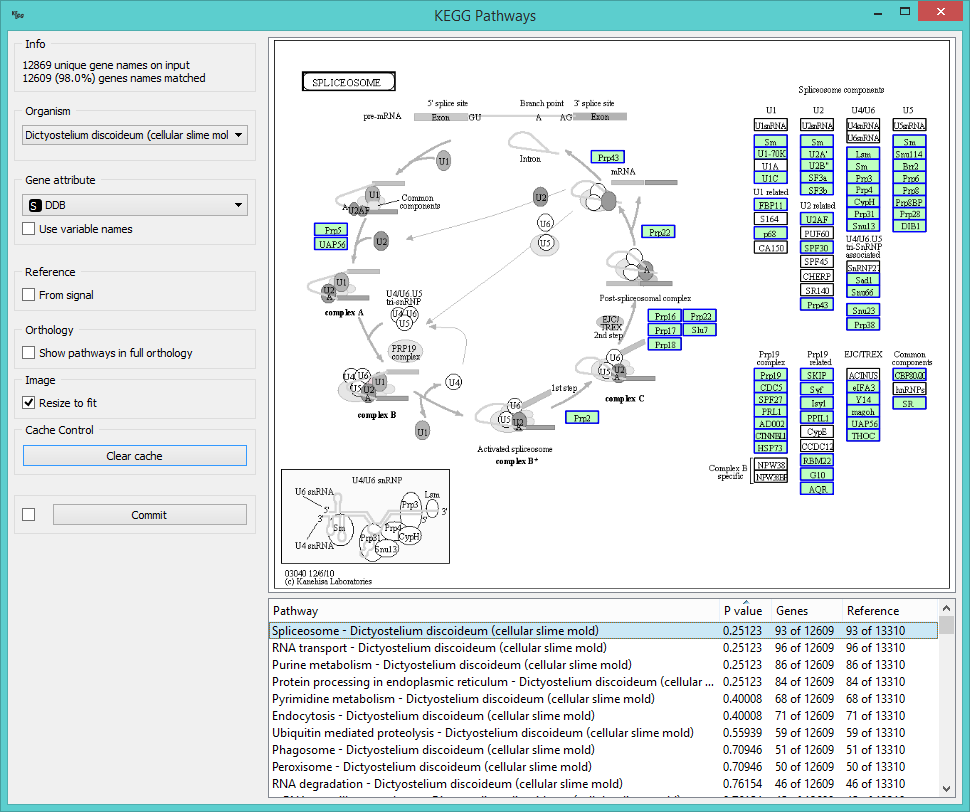 KEGG Pathways
Info
12869 unique gene names on input
12609 (98.0%) genes names matched
Organism
Dictyostelium discoideum (cellular slime mol
Gene attribute
S DDB
Use variable names
Reference
From signal
Orthology
Show pathways in full orthology
Image
Resize to fit
Cache Control
Clear cache
Commit
SPLICEOSOME
5' splice site
Branch point
3' splice site
pre-mRNA
Exon
GU
A
AG
Exon
Intron
Prp43
mRNA
U1
U1
A
U2AF
Common
components
Prp5
UAP56
U2
U2
U6
U5
Prp22
A
U1
U2
A
complex A
U4/U6 U5
tri-snRNP
U4
U6
U5
Post-spliceosomal complex
EJC/
TREX
2nd step
Prp16
Prp22
Prp17
Slu7
Prp18
PRP19
complex
U4
U6
U5
U1
U2
A
complex B
U4
U1
U6
U5
U2
A
1st step
Prp2
U6
U5
U2
A
complex C
Activated spliceosome
complex B*
U4/U6 snRNP
U6 snRNA
5'
3'
U4 snRNA
Sm
Prp31
Prp4
Prp3
Snu13
CypH
Lsm
3'
5'
03040 12/6/10
(c) Kanehisa Laboratories
Spliceosome components
U1
U2
U4/U6
U5
U1snRNA
U2snRNA
U4snRNA
U5snRNA
U6snRNA
Sm
Sm
Lsm
Sm
U1-70K
U2A'
Sm
Snu114
U1A
U2B"
Prp3
Brr2
U1C
SF3a
Prp4
Prp6
SF3b
CypH
Prp8
U1 related
FBP11
S164
p68
CA150
U2 related
U2AF
PUF60
SPF30
SPF45
CHERP
SR140
Prp43
Prp31
Snu13
Prp8BP
Prp28
DIB1
U4/U6.U5
tri-SnRNP
associated
SnRNP27
Sad1
Snu66
Snu23
Prp38
Prp19
complex
Prp19
related
EJC/TREX
Common
components
Prp19
SKIP
ACINUS
CDC5
Syf
eIFA3
hnRNPs
SPF27
Isy1
Y14
SR
PRL1
PPIL1
magoh
AD002
CypE
UAP56
CTNNBL1
CCDC12
THOC
HSP73
RBM22
Complex B
specific
NPW38
G10
NPW38BP
AQR
Pathway P value Genes Reference
Spliceosome - Dictyostelium discoideum (cellular slime mold) 0.25123 93 of 12609 93 of 13310
RNA transport - Dictyostelium discoideum (cellular slime mold) 0.25123 96 of 12609 96 of 13310
Purine metabolism - Dictyostelium discoideum (cellular slime mold) 0.25123 86 of 12609 86 of 13310
Protein processing in endoplasmic reticulum - Dictyostelium discoideum (cellular ... 0.25123 84 of 12609 84 of 13310
Pyrimidine metabolism - Dictyostelium discoideum (cellular slime mold) 0.40008 68 of 12609 68 of 13310
Endocytosis - Dictyostelium discoideum (cellular slime mold) 0.40008 71 of 12609 71 of 13310
Ubiquitin mediated proteolysis - Dictyostelium discoideum (cellular slime mold) 0.55939 59 of 12609 59 of 13310
Phagosome - Dictyostelium discoideum (cellular slime mold) 0.70946 51 of 12609 51 of 13310
Peroxisome - Dictyostelium discoideum (cellular slime mold) 0.70946 50 of 12609 50 of 13310
RNA degradation - Dictyostelium discoideum (cellular slime mold) 0.76154 46 of 12609 46 of 13310